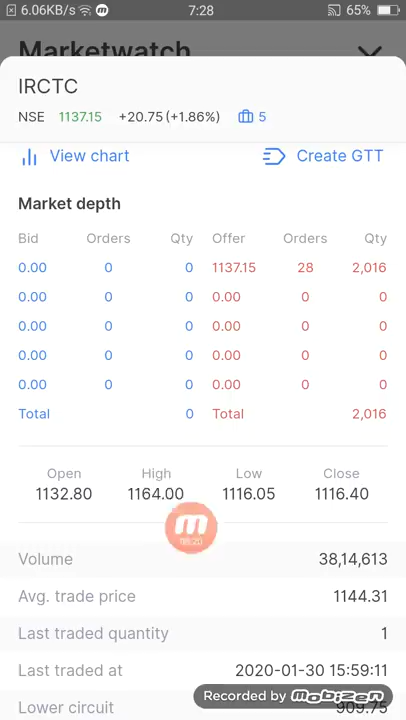 6.06KB/s 7:28 65%
Marketwatch
IRCTC
NSE 1137.15 +20.75 (+1.86%) 5
View chart Create GTT
Market depth
Bid Orders Qty Offer Orders Qty
0.00 0 0 1137.15 28 2,016
0.00 0 0 0.00 0 0
0.00 0 0 0.00 0 0
0.00 0 0 0.00 0 0
0.00 0 0 0.00 0 0
Total 0 Total 2,016
Open High Low Close
1132.80 1164.00 1116.05 1116.40
Volume 38,14,613
Avg. trade price 1144.31
Last traded quantity 1
Last traded at 2020-01-30 15:59:11
Recorded by mobizen
Lower circuit 909.75